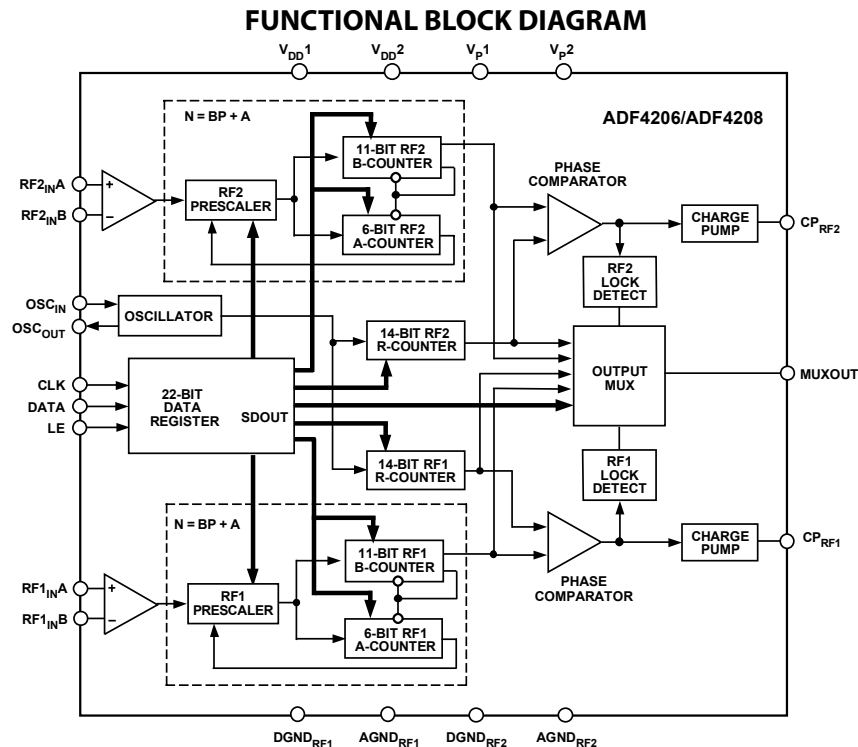 FUNCTIONAL BLOCK DIAGRAM
VDD1
VDD2
VP1
VP2
N = BP + A
ADF4206/ADF4208
11-BIT RF2
B-COUNTER
PHASE
COMPARATOR
RF2INA
+
RF2INB
–
RF2
PRESCALER
6-BIT RF2
A-COUNTER
CHARGE
PUMP
CPRF2
RF2
LOCK
DETECT
OSCIN
OSCOUT
OSCILLATOR
14-BIT RF2
R-COUNTER
OUTPUT
MUX
MUXOUT
CLK
DATA
LE
22-BIT
DATA
REGISTER
SDOUT
14-BIT RF1
R-COUNTER
RF1
LOCK
DETECT
N = BP + A
11-BIT RF1
B-COUNTER
CHARGE
PUMP
CPRF1
PHASE
COMPARATOR
RF1INA
+
RF1INB
–
RF1
PRESCALER
6-BIT RF1
A-COUNTER
DGNDRF1
AGNDRF1
DGNDRF2
AGNDRF2